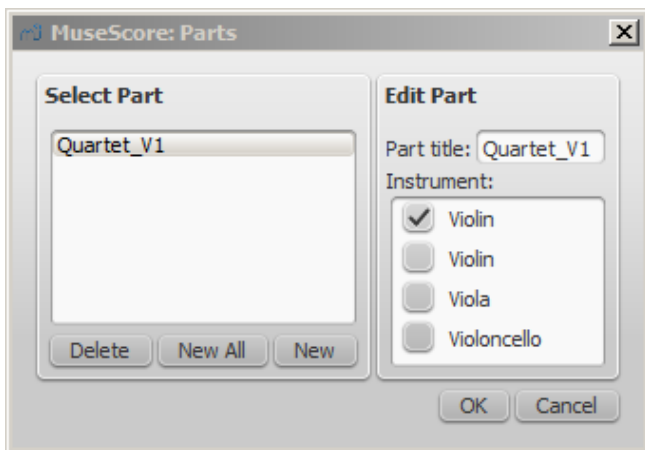 MuseScore: Parts
Select Part
Quartet_V1
Delete
New All
New
Edit Part
Part title: Quartet_V1
Instrument:
Violin
Violin
Viola
Violoncello
OK
Cancel